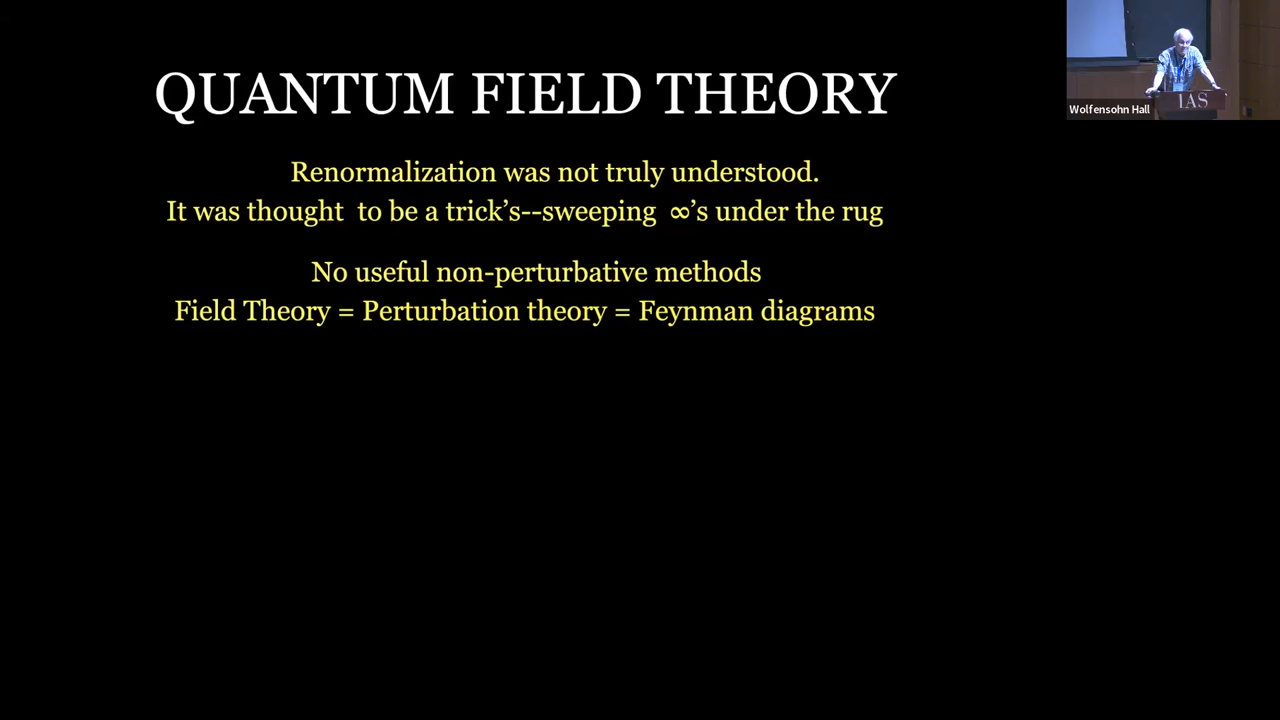 QUANTUM FIELD THEORY
Renormalization was not truly understood.
It was thought to be a trick's--sweeping ∞'s under the rug
No useful non-perturbative methods
Field Theory = Perturbation theory = Feynman diagrams
Wolfensohn Hall
IAS